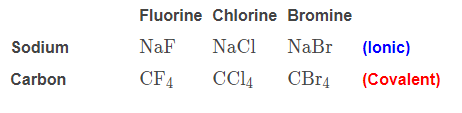 Fluorine Chlorine Bromine
Sodium NaF NaCl NaBr (Ionic)
Carbon CF4 CCl4 CBr4 (Covalent)